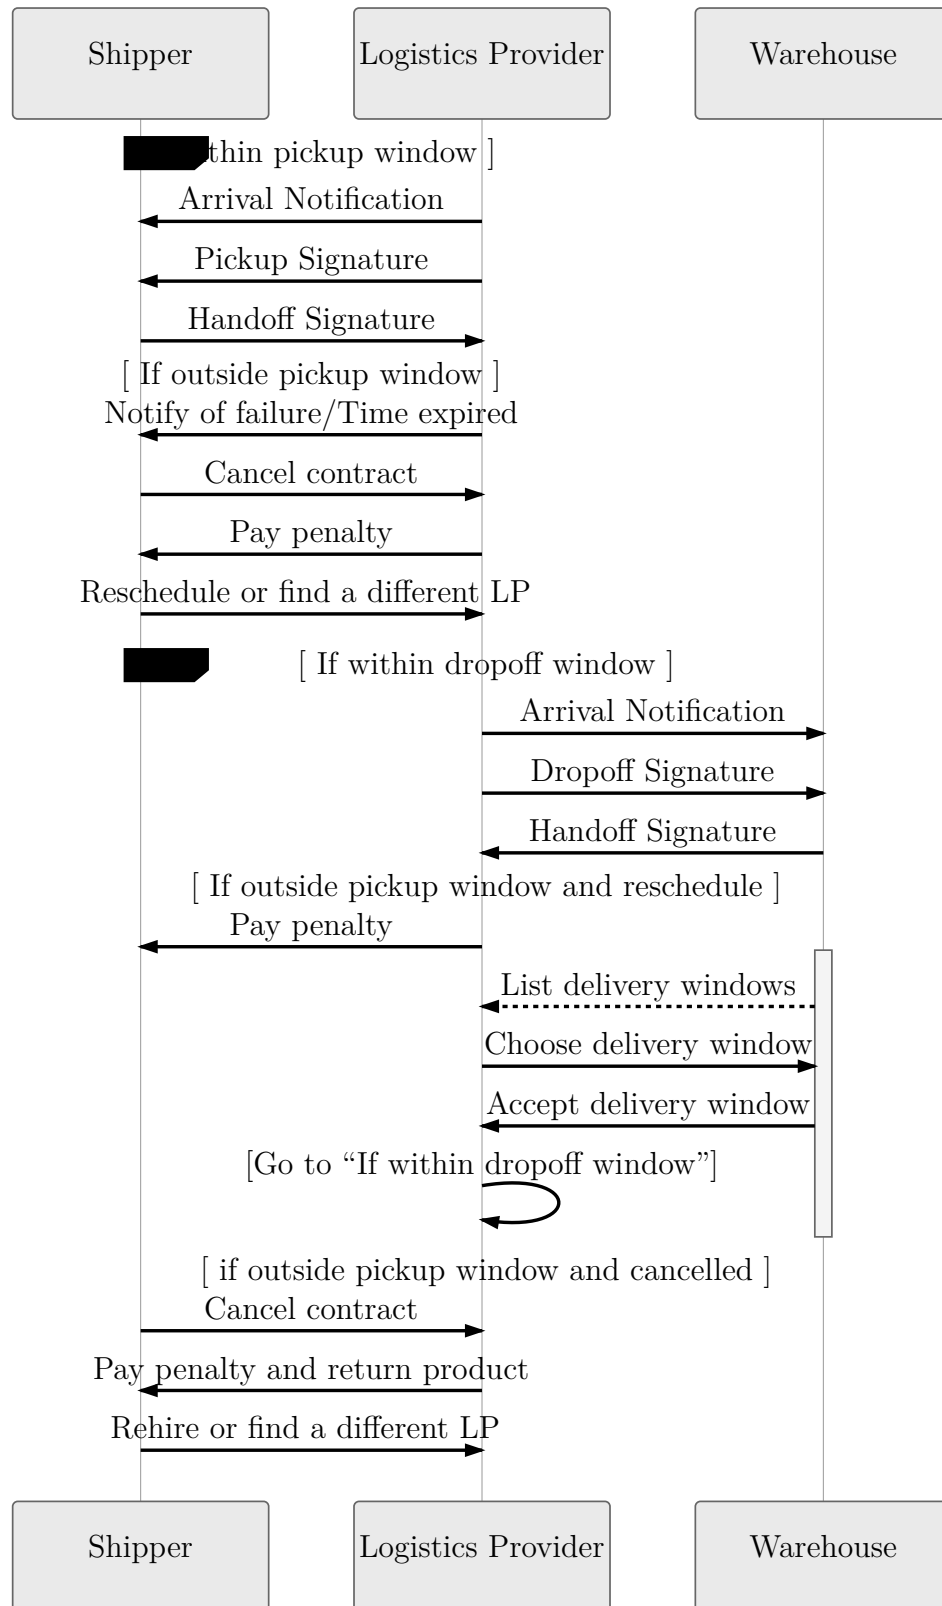 Shipper Logistics Provider Warehouse
thin pickup window ]
Arrival Notification
Pickup Signature
Handoff Signature
[ If outside pickup window ]
Notify of failure/Time expired
Cancel contract
Pay penalty
Reschedule or find a different LP
[ If within dropoff window ]
Arrival Notification
Dropoff Signature
Handoff Signature
[ If outside pickup window and reschedule ]
Pay penalty
List delivery windows
Choose delivery window
Accept delivery window
[Go to “If within dropoff window”]
[ if outside pickup window and cancelled ]
Cancel contract
Pay penalty and return product
Rehire or find a different LP
Shipper Logistics Provider Warehouse